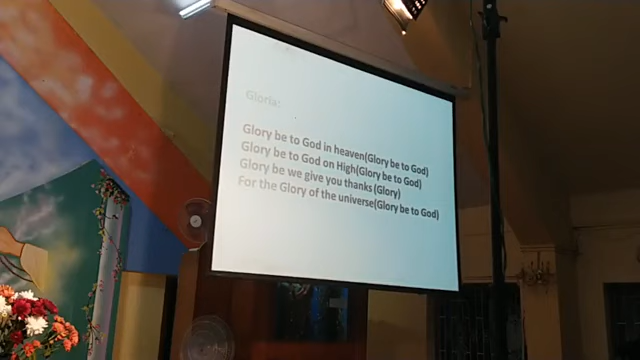 Gloria:
Glory be to God in heaven(Glory be to God)
Glory be to God on High(Glory be to God)
Glory be we give you thanks (Glory)
For the Glory of the universe(Glory be to God)